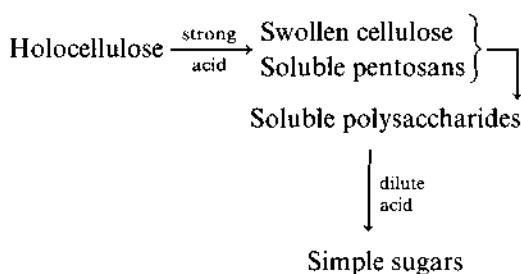 Holocellulose strong acid Swollen cellulose
Soluble pentosans
Soluble polysaccharides
dilute
acid
Simple sugars